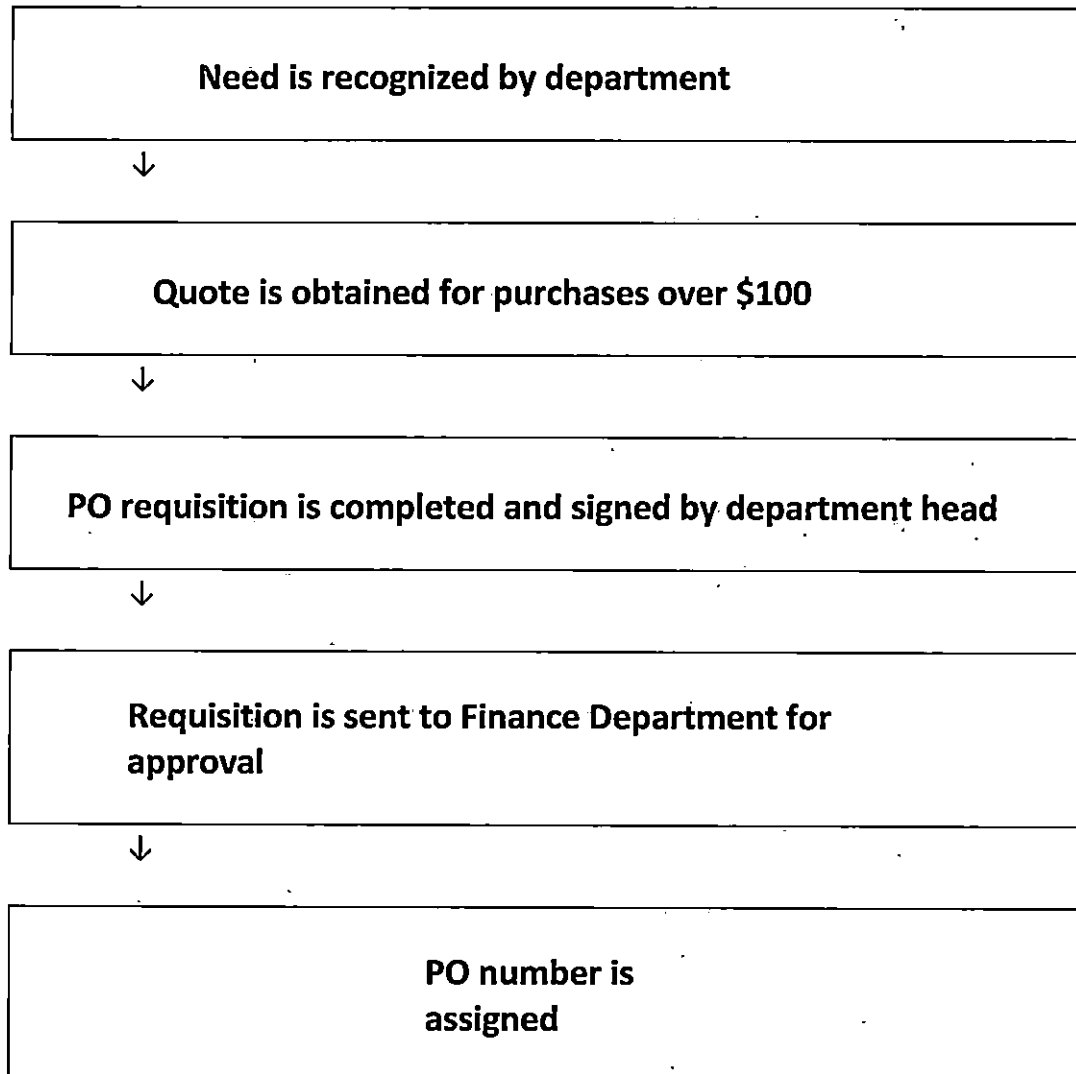 Need is recognized by department
↓
Quote is obtained for purchases over $100
↓
PO requisition is completed and signed by department head
↓
Requisition is sent to Finance Department for
approval
↓
PO number is
assigned